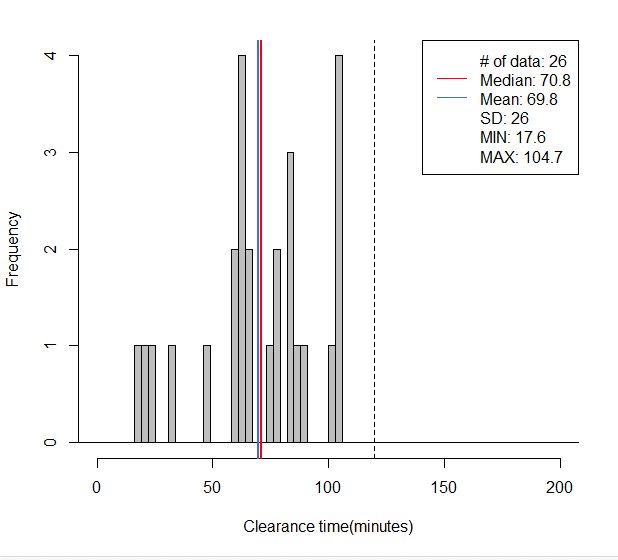 # of data: 26
Median: 70.8
Mean: 69.8
SD: 26
MIN: 17.6
MAX: 104.7
Frequency
4
3
2
1
0
0 50 100 150 200
Clearance time(minutes)